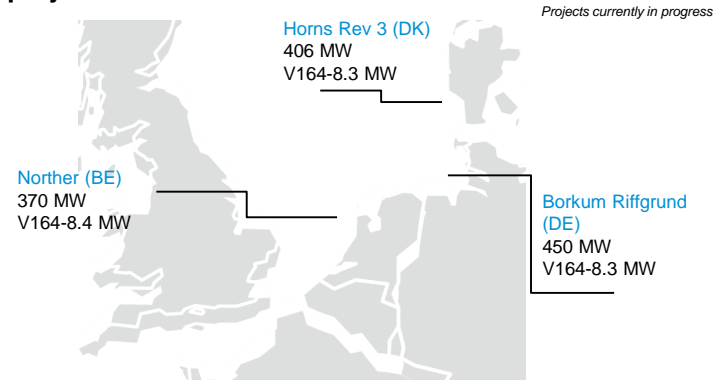 Projects currently in progress
Horns Rev 3 (DK)
406 MW
V164-8.3 MW
Norther (BE)
370 MW
V164-8.4 MW
Borkum Riffgrund
(DE)
450 MW
V164-8.3 MW